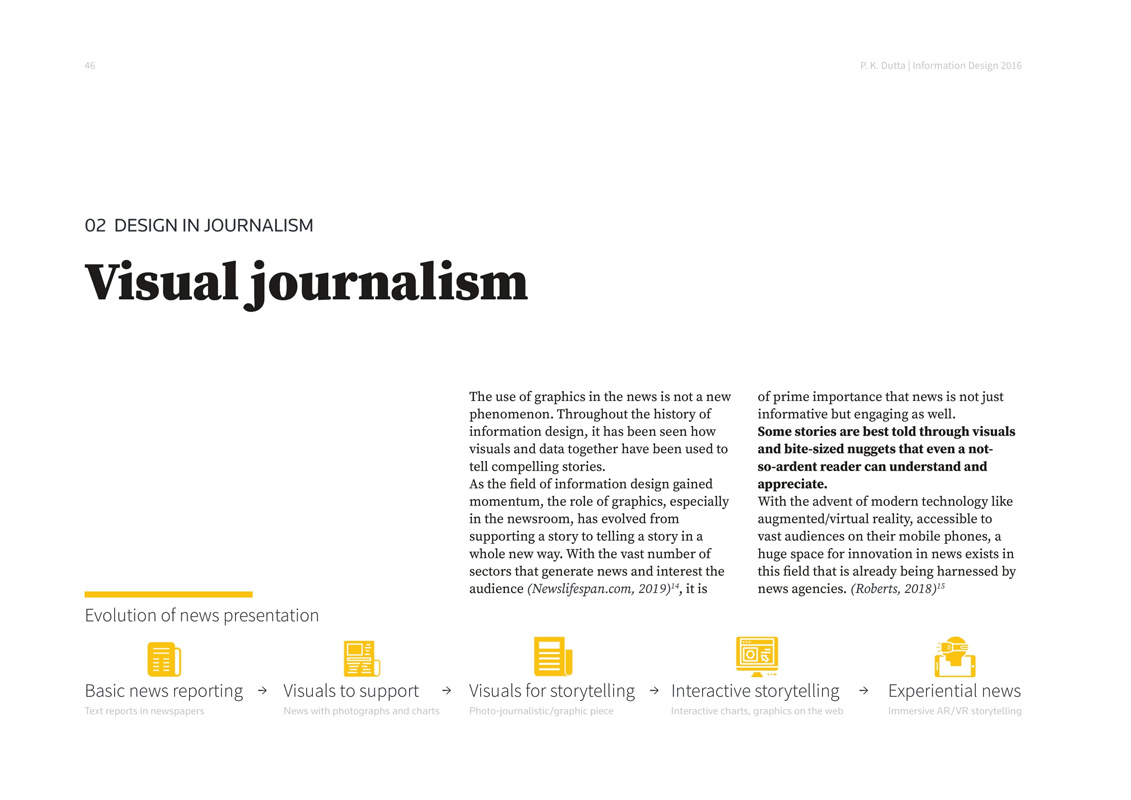 46
P. K. Dutta | Information Design 2016
02 DESIGN IN JOURNALISM
Visual journalism
The use of graphics in the news is not a new
phenomenon. Throughout the history of
information design, it has been seen how
visuals and data together have been used to
tell compelling stories.
As the field of information design gained
momentum, the role of graphics, especially
in the newsroom, has evolved from
supporting a story to telling a story in a
whole new way. With the vast number of
sectors that generate news and interest the
audience (Newslifespan.com, 2019)¹⁴, it is
of prime importance that news is not just
informative but engaging as well.
Some stories are best told through visuals
and bite-sized nuggets that even a not-
so-ardent reader can understand and
appreciate.
With the advent of modern technology like
augmented/virtual reality, accessible to
vast audiences on their mobile phones, a
huge space for innovation in news exists in
this field that is already being harnessed by
news agencies. (Roberts, 2018)¹⁵
Evolution of news presentation
Basic news reporting → Visuals to support → Visuals for storytelling → Interactive storytelling → Experiential news
Text reports in newspapers
News with photographs and charts
Photo-journalistic/graphic piece
Interactive charts, graphics on the web
Immersive AR/VR storytelling